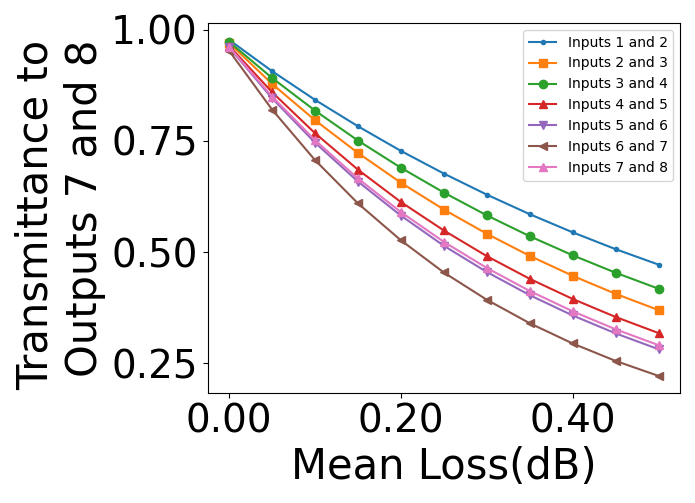 Transmittance to
Outputs 7 and 8
1.00
0.75
0.50
0.25
0.00
0.20
0.40
Mean Loss(dB)
Inputs 1 and 2
Inputs 2 and 3
Inputs 3 and 4
Inputs 4 and 5
Inputs 5 and 6
Inputs 6 and 7
Inputs 7 and 8